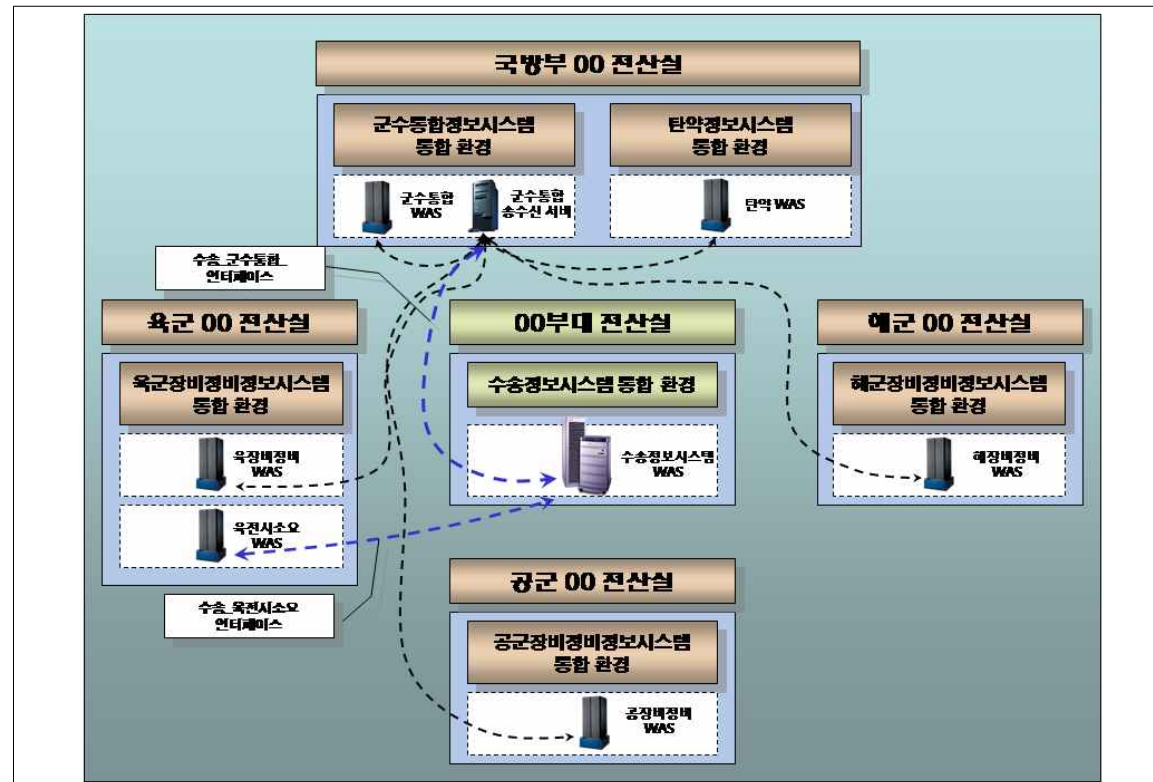 국방부 00 전산실
군수통합정보시스템
통합 환경
탄약정보시스템
통합 환경
군수통합
WAS
군수통합
송수신 서버
탄약 WAS
수송_군수통합_
인터페이스
육군 00 전산실
육군장비정비정보시스템
통합 환경
육장비정비
WAS
육전시소요
WAS
수송_육전시소요
인터페이스
00부대 전산실
수송정보시스템 통합 환경
수송정보시스템
WAS
해군 00 전산실
해군장비정비정보시스템
통합 환경
해장비정비
WAS
공군 00 전산실
공군장비정비정보시스템
통합 환경
공장비정비
WAS